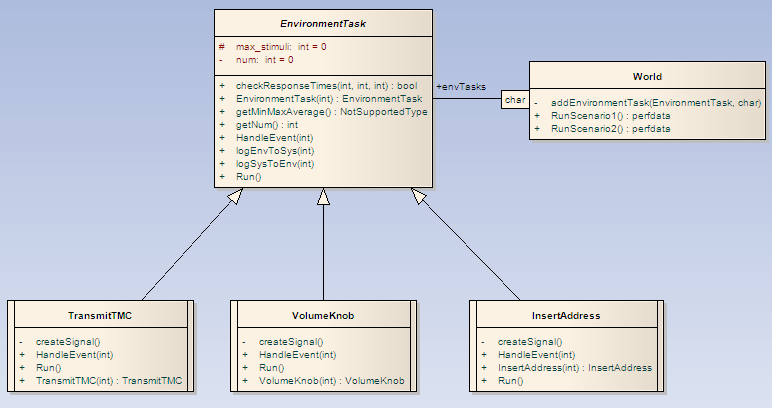 EnvironmentTask
# max_stimuli: int = 0
- num: int = 0
+ checkResponseTimes(int, int, int) : bool
+ EnvironmentTask(int) : EnvironmentTask
+ getMinMaxAverage() : NotSupportedType
+ getNum() : int
+ HandleEvent(int)
+ logEnvToSys(int)
+ logSysToEnv(int)
+ Run()
+envTasks
char
World
- addEnvironmentTask(EnvironmentTask, char)
+ RunScenario1() : perfdata
+ RunScenario2() : perfdata
TransmitTMC
- createSignal()
+ HandleEvent(int)
+ Run()
+ TransmitTMC(int) : TransmitTMC
VolumeKnob
- createSignal()
+ HandleEvent(int)
+ Run()
+ VolumeKnob(int) : VolumeKnob
InsertAddress
- createSignal()
+ HandleEvent(int)
+ InsertAddress(int) : InsertAddress
+ Run()